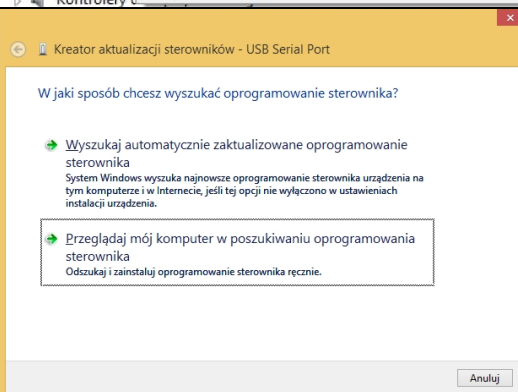 Kontrolery
Kreator aktualizacji sterowników - USB Serial Port
W jaki sposób chcesz wyszukać oprogramowanie sterownika?
Wyszukaj automatycznie zaktualizowane oprogramowanie
sterownika
System Windows wyszuka najnowsze oprogramowanie sterownika urządzenia na
tym komputerze i w Internecie, jeśli tej opcji nie wyłączono w ustawieniach
instalacji urządzenia.
Przeglądaj mój komputer w poszukiwaniu oprogramowania
sterownika
Odszukaj i zainstaluj oprogramowanie sterownika ręcznie.
Anuluj